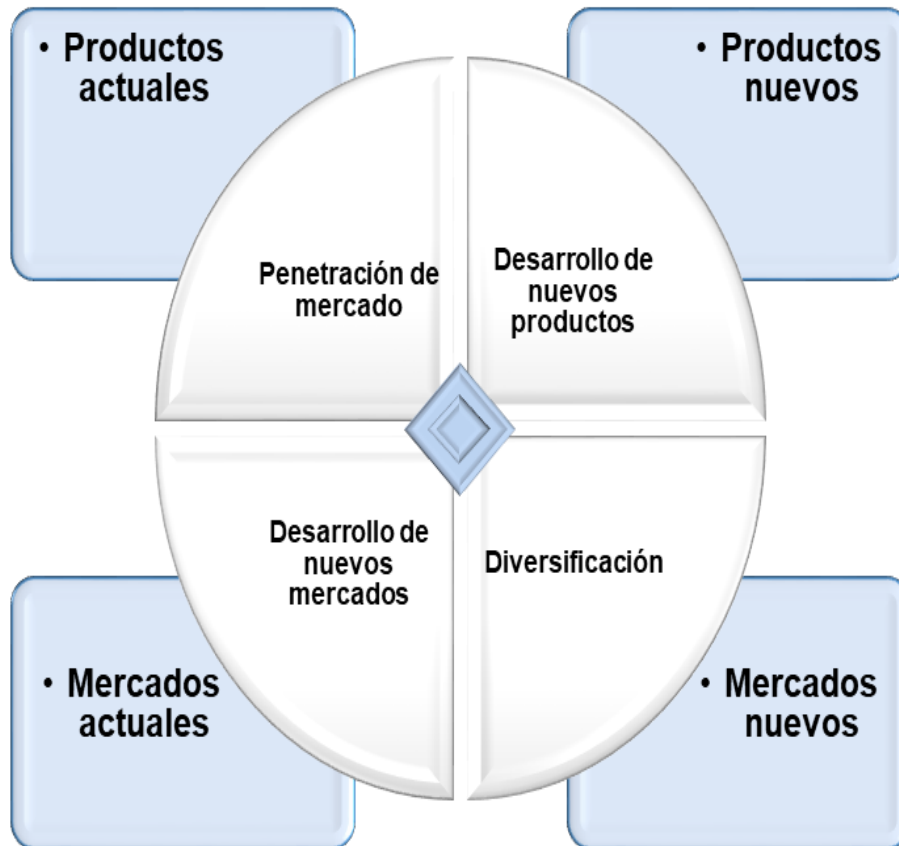 • Productos
actuales
• Productos
nuevos
Penetración de
mercado
Desarrollo de
nuevos
productos
Desarrollo de
nuevos
mercados
Diversificación
• Mercados
actuales
• Mercados
nuevos